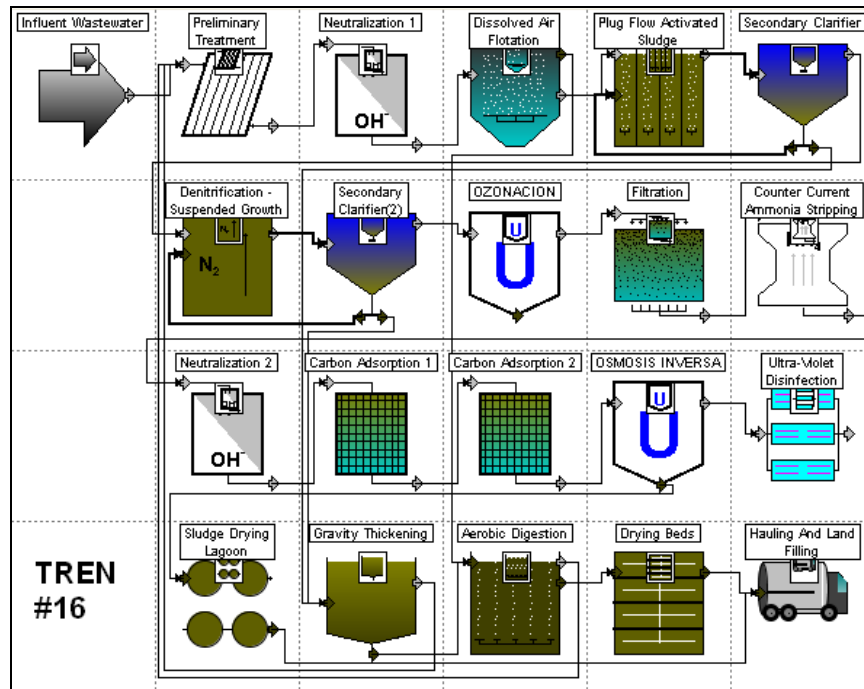 Influent Wastewater
Preliminary
Treatment
Neutralization 1
Dissolved Air
Flotation
Plug Flow Activated
Sludge
Secondary Clarifier
OH⁻
Denitrification -
Suspended Growth
Secondary
Clarifier(2)
OZONACION
Filtration
Counter Current
Ammonia Stripping
N₂
N₂
U
U
Neutralization 2
Carbon Adsorption 1
Carbon Adsorption 2
OSMOSIS INVERSA
Ultra-Violet
Disinfection
OH⁻
U
U
TREN
#16
Sludge Drying
Lagoon
Gravity Thickening
Aerobic Digestion
Drying Beds
Hauling And Land
Filling